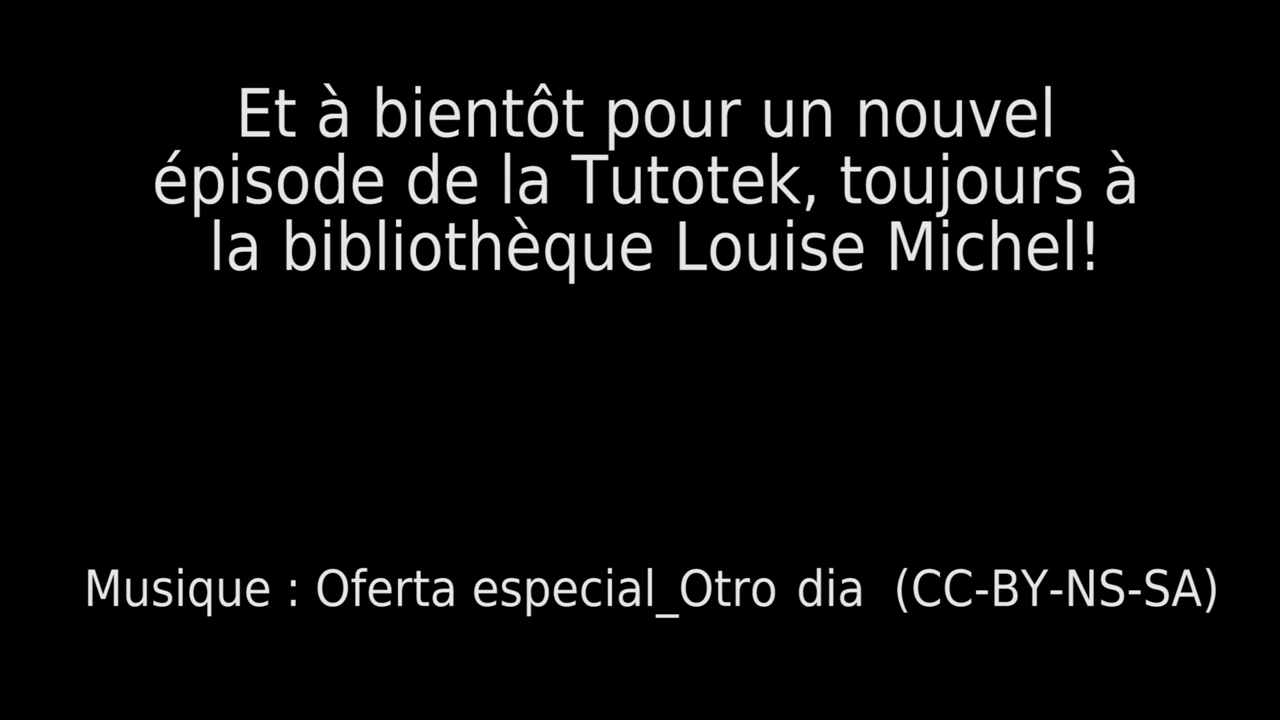 Et à bientôt pour un nouvel
épisode de la Tutotek, toujours à
la bibliothèque Louise Michel!
Musique : Oferta especial_Otro dia  (CC-BY-NS-SA)